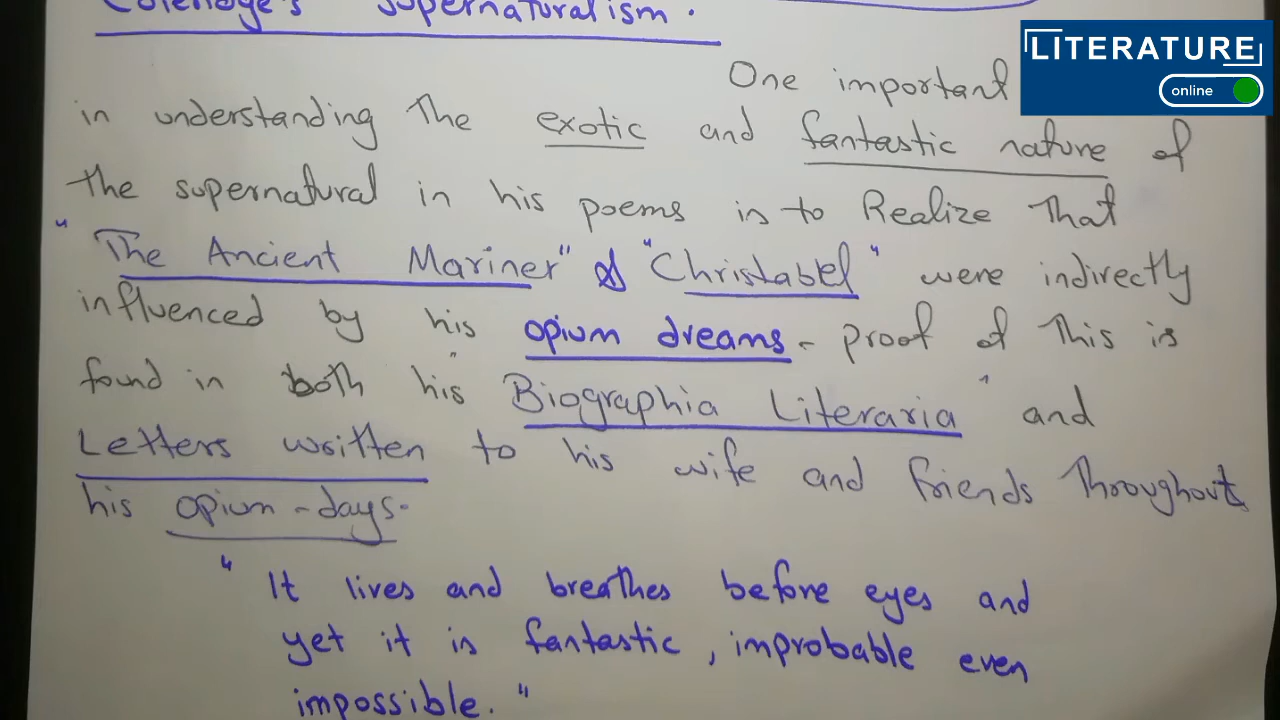 Coleridge's supernaturalism.
LITERATURE
online
One important
in understanding The exotic and fantastic nature of
the supernatural in his poems is to Realize That
"The Ancient Mariner" & "Christabel" were indirectly
influenced by his opium dreams - proof of This is
found in both his "Biographia Literaria" and
Letters written to his wife and friends Throughout
his opium-days.
"It lives and breathes before eyes and
yet it is fantastic, improbable even
impossible."